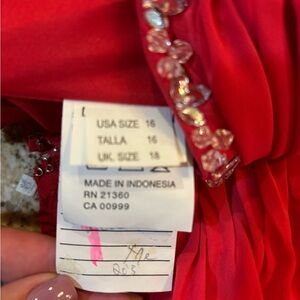 USA SIZE 16
TALLA 16
UK. SIZE 18
MADE IN INDONESIA
RN 21360
CA 00999